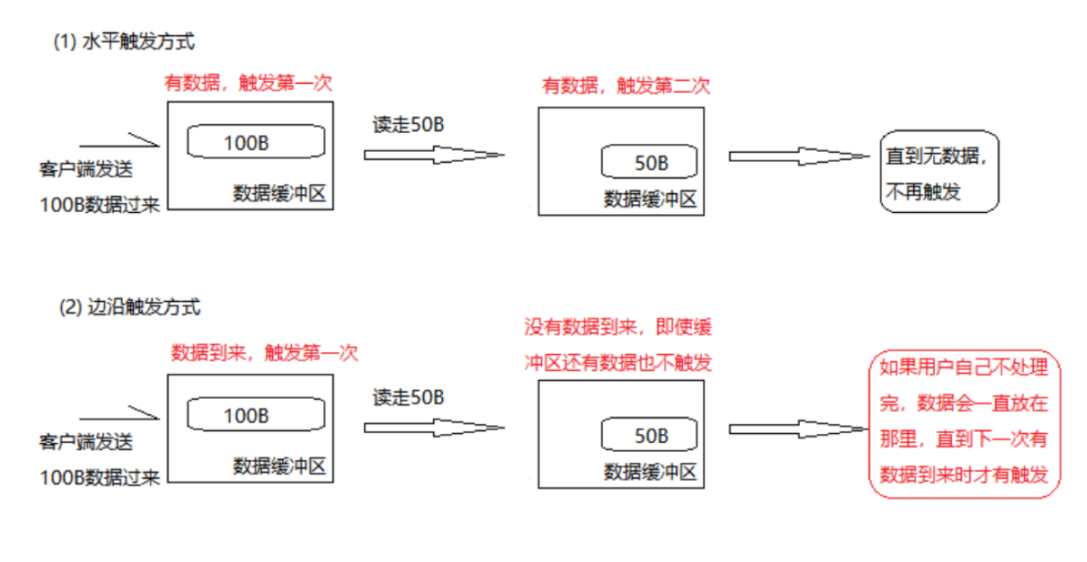 (1) 水平触发方式
有数据，触发第一次
有数据，触发第二次
100B
读走50B
50B
客户端发送
100B数据过来
数据缓冲区
数据缓冲区
直到无数据，
不再触发
(2) 边沿触发方式
数据到来，触发第一次
没有数据到来，即使缓
冲区还有数据也不触发
100B
读走50B
50B
客户端发送
100B数据过来
数据缓冲区
数据缓冲区
如果用户自己不处理
完，数据会一直放在
那里，直到下一次有
数据到来时才有触发